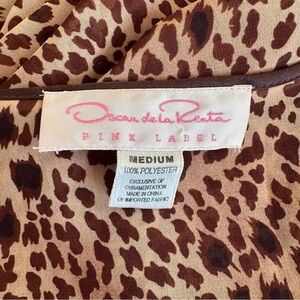 Oscar de la Renta
PINK LABEL
MEDIUM
100% POLYESTER
EXCLUSIVE OF
ORNAMENTATION
MADE IN CHINA
OF IMPORTED FABRIC